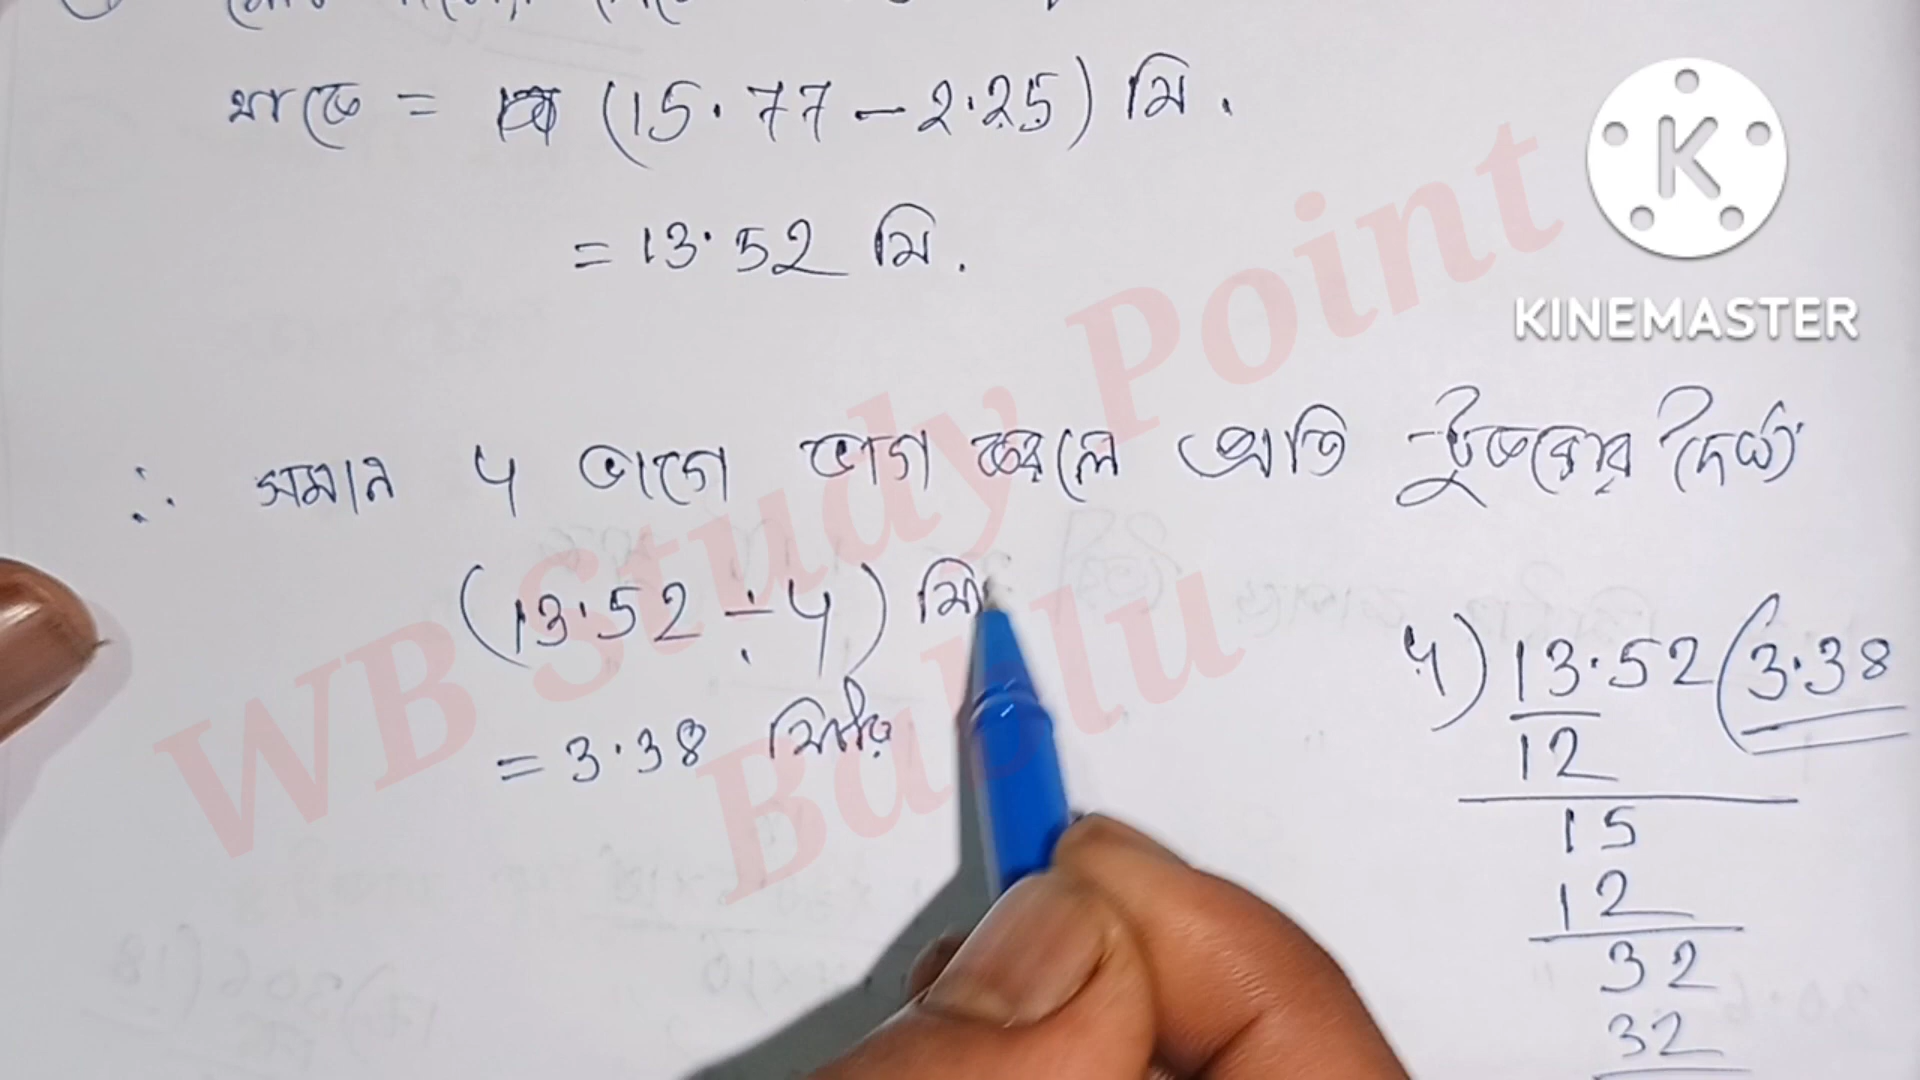 থাকে = (15.77 - 2.25) মি.
= 13.52 মি.
∴ সমান 4 ভাগে ভাগ করলে প্রতি টুকরোর দৈর্ঘ্য
(13.52 ÷ 4) মি
= 3.38 মিটার
4) 13.52 (3.38
12
15
12
32
32
K
KINEMASTER
WB Study Point
Bablu